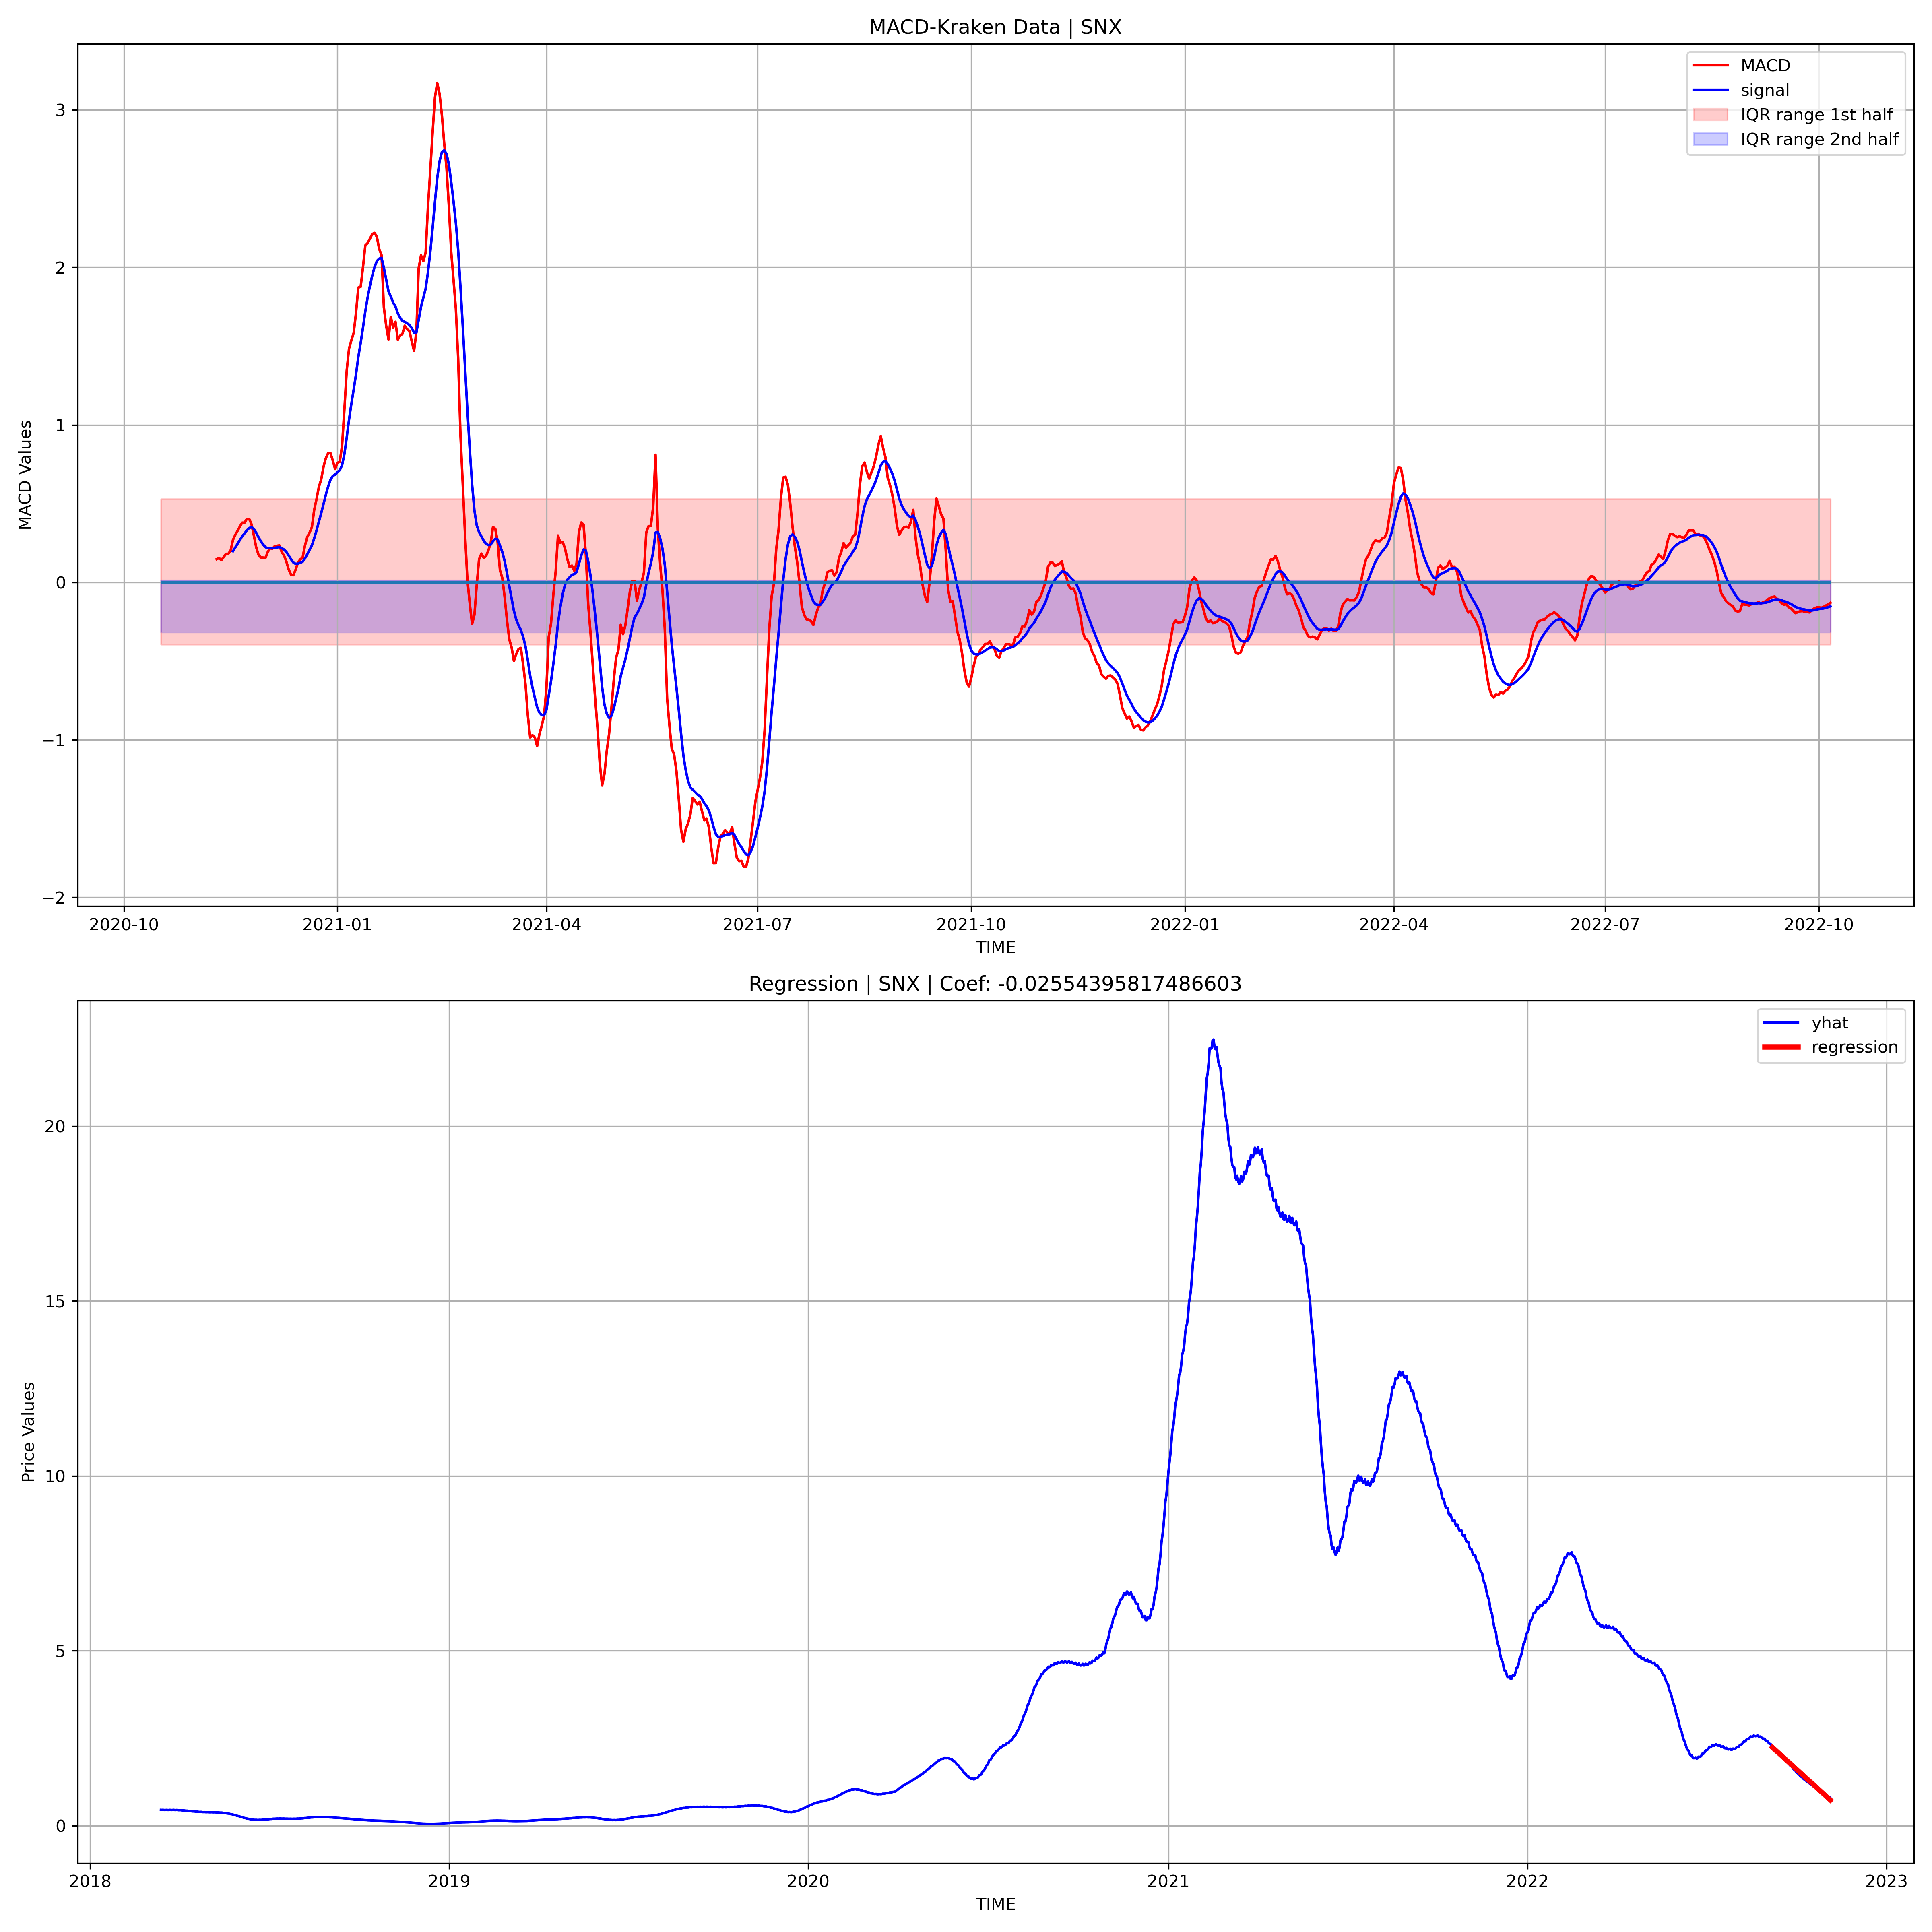 MACD-Kraken Data | SNX
MACD
signal
IQR range 1st half
IQR range 2nd half
MACD Values
3
2
1
0
−1
−2
2020-10 2021-01 2021-04 2021-07 2021-10 2022-01 2022-04 2022-07 2022-10
TIME
Regression | SNX | Coef: -0.02554395817486603
yhat
regression
Price Values
20
15
10
5
0
2018 2019 2020 2021 2022 2023
TIME